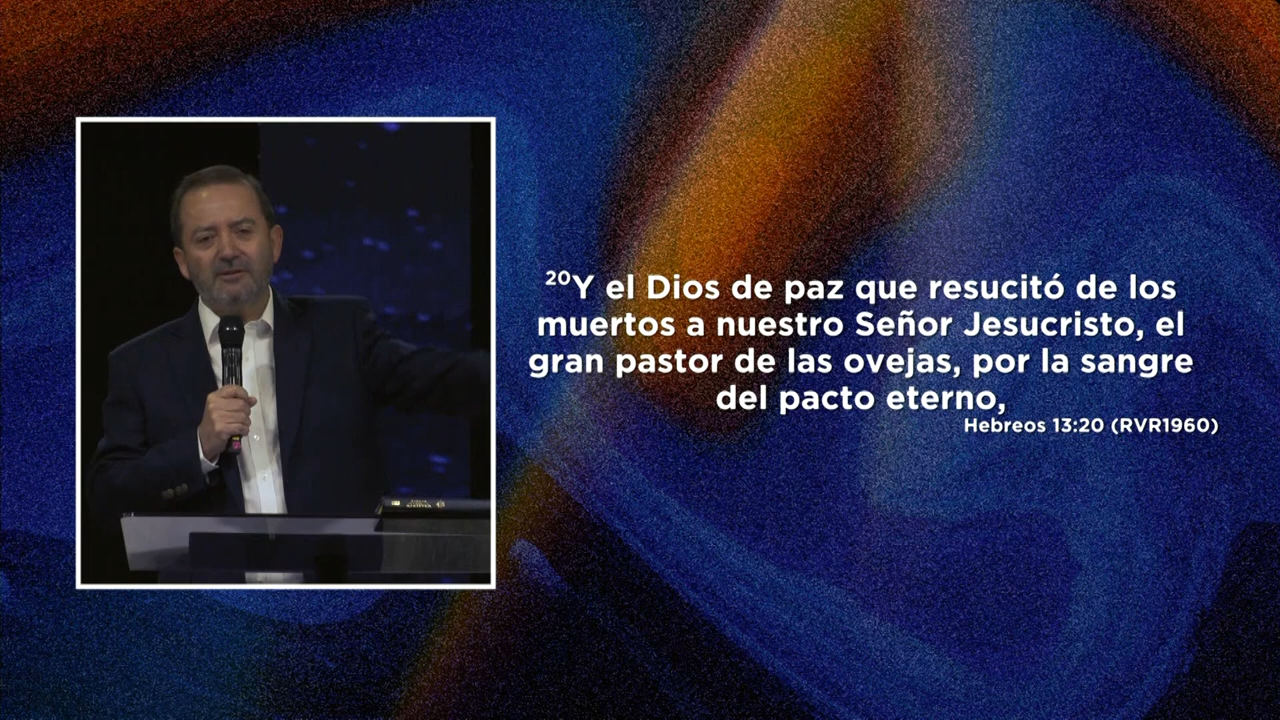 ²⁰Y el Dios de paz que resucitó de los
muertos a nuestro Señor Jesucristo, el
gran pastor de las ovejas, por la sangre
del pacto eterno,
Hebreos 13:20 (RVR1960)